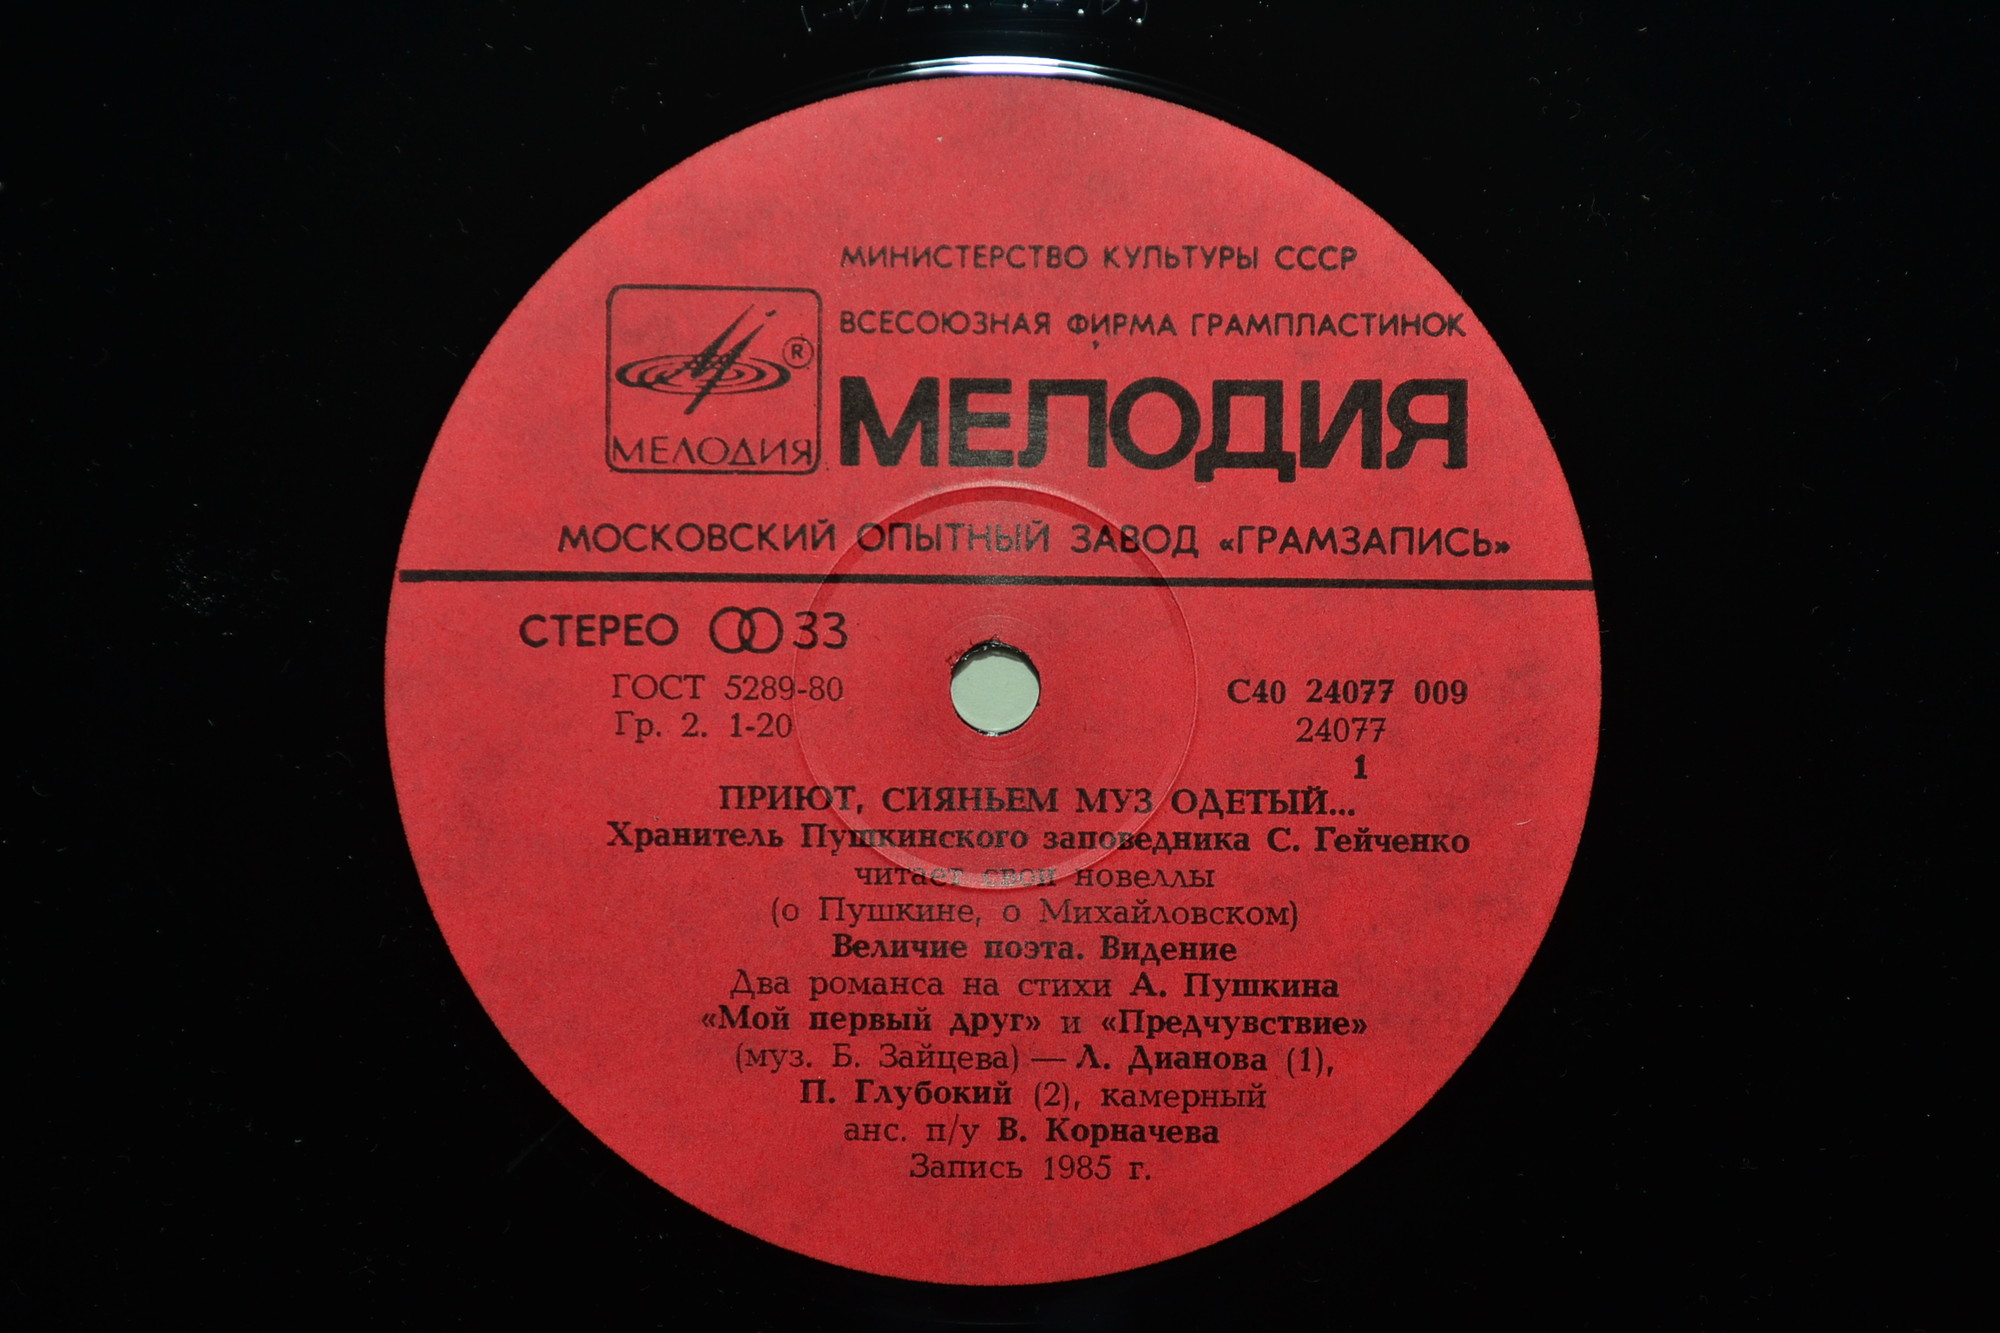 МИНИСТЕРСТВО КУЛЬТУРЫ СССР
ВСЕСОЮЗНАЯ ФИРМА ГРАМПЛАСТИНОК
®
МЕЛОДИЯ
МЕЛОДИЯ
МОСКОВСКИЙ ОПЫТНЫЙ ЗАВОД «ГРАМЗАПИСЬ»
СТЕРЕО 33
ГОСТ 5289-80
Гр. 2. 1-20
С40 24077 009
24077
1
ПРИЮТ, СИЯНЬЕМ МУЗ ОДЕТЫЙ...
Хранитель Пушкинского заповедника С. Гейченко
читает свои новеллы
(о Пушкине, о Михайловском)
Величие поэта. Видение
Два романса на стихи А. Пушкина
«Мой первый друг» и «Предчувствие»
(муз. Б. Зайцева) — Л. Дианова (1),
П. Глубокий (2), камерный
анс. п/у В. Корначева
Запись 1985 г.